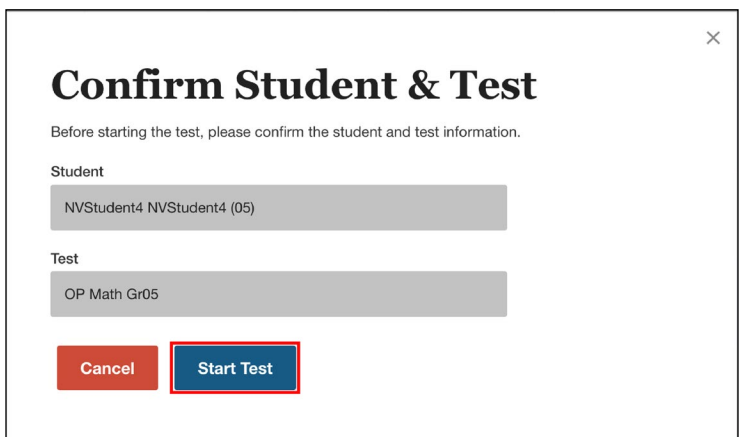 Confirm Student & Test
Before starting the test, please confirm the student and test information.
Student
NVStudent4 NVStudent4 (05)
Test
OP Math Gr05
Cancel Start Test